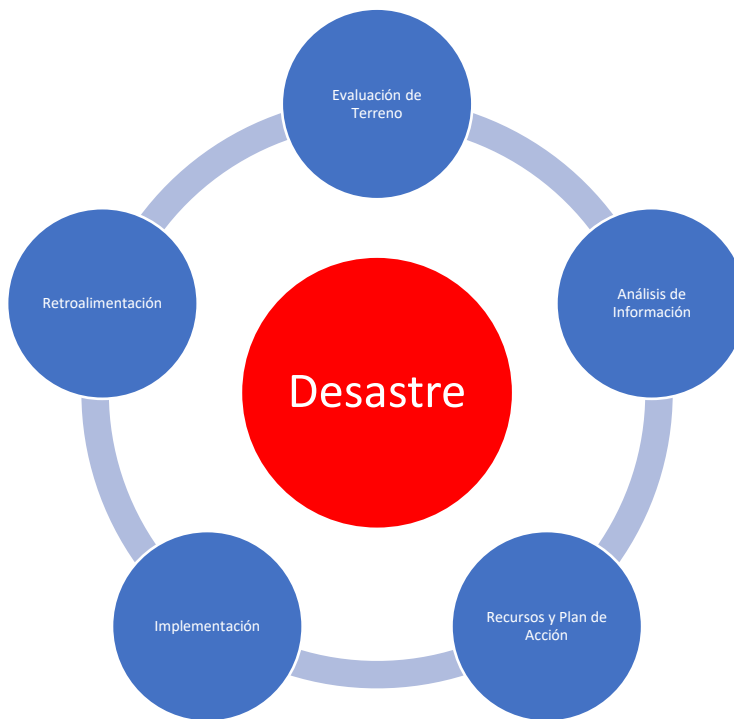 Evaluación de
Terreno
Análisis de
Información
Recursos y Plan de
Acción
Implementación
Retroalimentación
Desastre